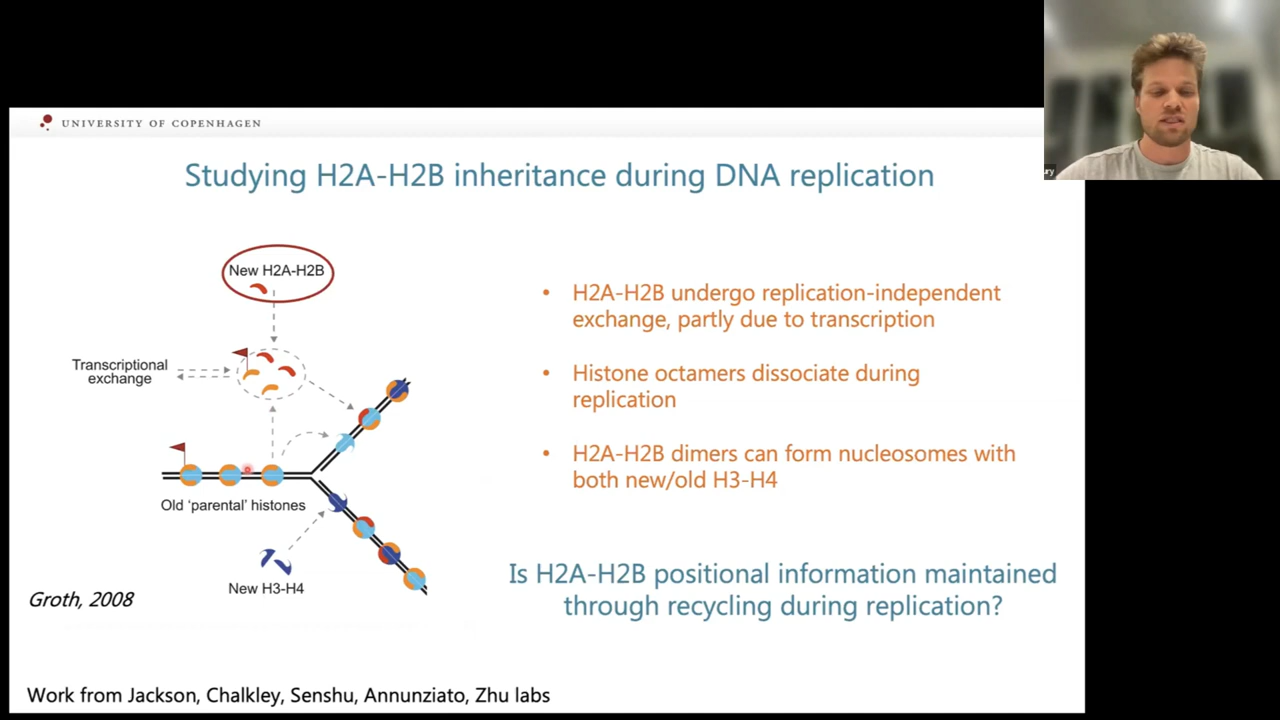 UNIVERSITY OF COPENHAGEN
Studying H2A-H2B inheritance during DNA replication
New H2A-H2B
Transcriptional
exchange
Old 'parental' histones
New H3-H4
Groth, 2008
• H2A-H2B undergo replication-independent
exchange, partly due to transcription
• Histone octamers dissociate during
replication
• H2A-H2B dimers can form nucleosomes with
both new/old H3-H4
Is H2A-H2B positional information maintained
through recycling during replication?
Work from Jackson, Chalkley, Senshu, Annunziato, Zhu labs